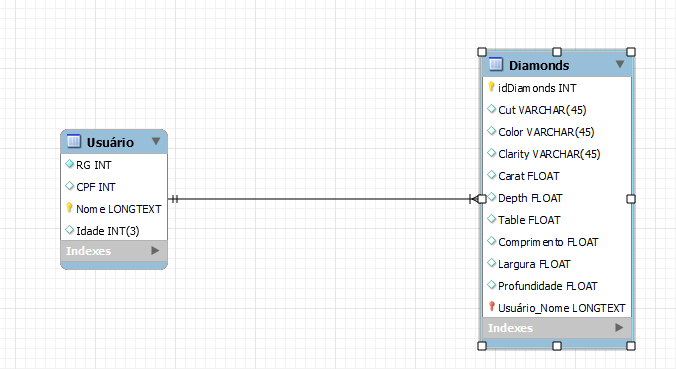 Usuário
RG INT
CPF INT
Nome LONGTEXT
Idade INT(3)
Indexes
Diamonds
idDiamonds INT
Cut VARCHAR(45)
Color VARCHAR(45)
Clarity VARCHAR(45)
Carat FLOAT
Depth FLOAT
Table FLOAT
Comprimento FLOAT
Largura FLOAT
Profundidade FLOAT
Usuário_Nome LONGTEXT
Indexes